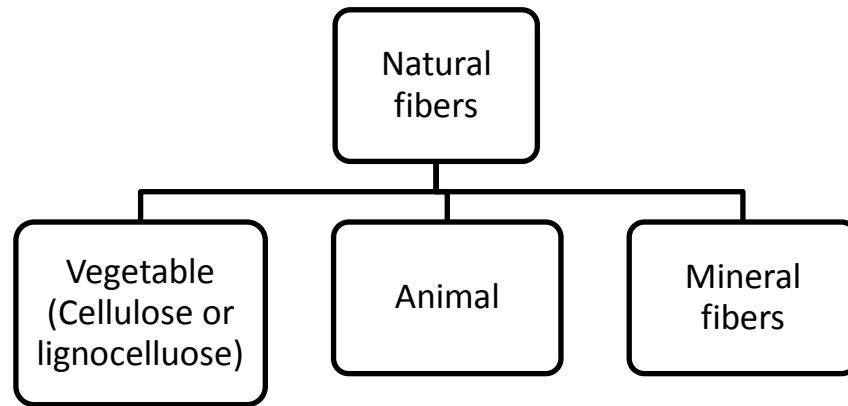 Natural
fibers
Vegetable
(Cellulose or
lignocelluose)
Animal
Mineral
fibers